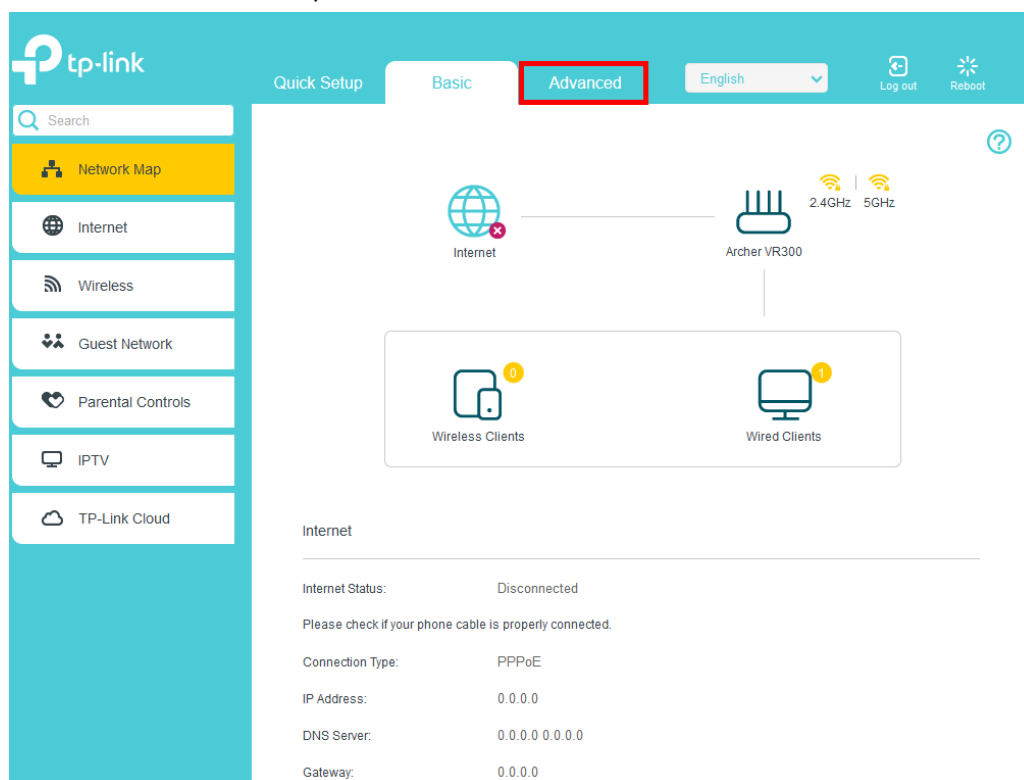 tp-link
Quick Setup Basic Advanced English Log out Reboot
Search
Network Map
Internet
Wireless
Guest Network
Parental Controls
IPTV
TP-Link Cloud
?
2.4GHz 5GHz
Internet Archer VR300
0 1
Wireless Clients Wired Clients
Internet
Internet Status: Disconnected
Please check if your phone cable is properly connected.
Connection Type: PPPoE
IP Address: 0.0.0.0
DNS Server: 0.0.0.0 0.0.0.0
Gateway: 0.0.0.0